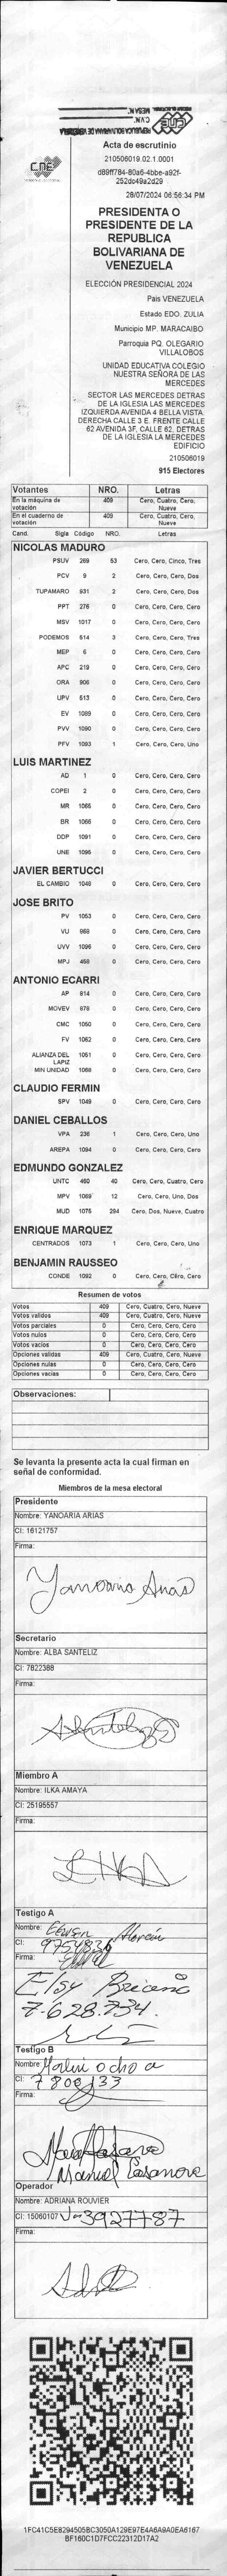 Acta de escrutinio
210506019.02.1.0001
d89ff784-80a6-4bbe-a92f-
252dc49a2d29
28/07/2024 06:56:34 PM
PRESIDENTA O
PRESIDENTE DE LA
REPUBLICA
BOLIVARIANA DE
VENEZUELA
ELECCIÓN PRESIDENCIAL 2024
País VENEZUELA
Estado EDO. ZULIA
Municipio MP. MARACAIBO
Parroquia PQ. OLEGARIO
VILLALOBOS
UNIDAD EDUCATIVA COLEGIO
NUESTRA SEÑORA DE LAS
MERCEDES
SECTOR LAS MERCEDES DETRAS
DE LA IGLESIA LAS MERCEDES
IZQUIERDA AVENIDA 4 BELLA VISTA.
DERECHA CALLE 3 E. FRENTE CALLE
62 AVENIDA 3F, CALLE 62, DETRAS
DE LA IGLESIA LA MERCEDES
EDIFICIO
210506019
915 Electores
Votantes NRO. Letras
En la máquina de votación 409 Cero, Cuatro, Cero, Nueve
En el cuaderno de votación 409 Cero, Cuatro, Cero, Nueve
Cand. Sigla Código NRO. Letras
NICOLAS MADURO
PSUV 269 53 Cero, Cero, Cinco, Tres
PCV 9 2 Cero, Cero, Cero, Dos
TUPAMARO 931 2 Cero, Cero, Cero, Dos
PPT 276 0 Cero, Cero, Cero, Cero
MSV 1017 0 Cero, Cero, Cero, Cero
PODEMOS 514 3 Cero, Cero, Cero, Tres
MEP 6 0 Cero, Cero, Cero, Cero
APC 219 0 Cero, Cero, Cero, Cero
ORA 906 0 Cero, Cero, Cero, Cero
UPV 513 0 Cero, Cero, Cero, Cero
EV 1089 0 Cero, Cero, Cero, Cero
PVV 1090 0 Cero, Cero, Cero, Cero
PFV 1093 1 Cero, Cero, Cero, Uno
LUIS MARTINEZ
AD 1 0 Cero, Cero, Cero, Cero
COPEI 2 0 Cero, Cero, Cero, Cero
MR 1065 0 Cero, Cero, Cero, Cero
BR 1066 0 Cero, Cero, Cero, Cero
DDP 1091 0 Cero, Cero, Cero, Cero
UNE 1095 0 Cero, Cero, Cero, Cero
JAVIER BERTUCCI
EL CAMBIO 1048 0 Cero, Cero, Cero, Cero
JOSE BRITO
PV 1053 0 Cero, Cero, Cero, Cero
VU 968 0 Cero, Cero, Cero, Cero
UVV 1096 0 Cero, Cero, Cero, Cero
MPJ 458 0 Cero, Cero, Cero, Cero
ANTONIO ECARRI
AP 814 0 Cero, Cero, Cero, Cero
MOVEV 878 0 Cero, Cero, Cero, Cero
CMC 1050 0 Cero, Cero, Cero, Cero
FV 1062 0 Cero, Cero, Cero, Cero
ALIANZA DEL LAPIZ 1051 0 Cero, Cero, Cero, Cero
MIN UNIDAD 1068 0 Cero, Cero, Cero, Cero
CLAUDIO FERMIN
SPV 1049 0 Cero, Cero, Cero, Cero
DANIEL CEBALLOS
VPA 236 1 Cero, Cero, Cero, Uno
AREPA 1094 0 Cero, Cero, Cero, Cero
EDMUNDO GONZALEZ
UNTC 460 40 Cero, Cero, Cuatro, Cero
MPV 1069 12 Cero, Cero, Uno, Dos
MUD 1075 294 Cero, Dos, Nueve, Cuatro
ENRIQUE MARQUEZ
CENTRADOS 1073 1 Cero, Cero, Cero, Uno
BENJAMIN RAUSSEO
CONDE 1092 0 Cero, Cero, Cero, Cero
Resumen de votos
Votos 409 Cero, Cuatro, Cero, Nueve
Votos validos 409 Cero, Cuatro, Cero, Nueve
Votos parciales 0 Cero, Cero, Cero, Cero
Votos nulos 0 Cero, Cero, Cero, Cero
Votos vacios 0 Cero, Cero, Cero, Cero
Opciones validas 409 Cero, Cuatro, Cero, Nueve
Opciones nulas 0 Cero, Cero, Cero, Cero
Opciones vacias 0 Cero, Cero, Cero, Cero
Observaciones:
Se levanta la presente acta la cual firman en
señal de conformidad.
Miembros de la mesa electoral
Presidente
Nombre: YANOARIA ARIAS
CI: 16121757
Firma:
Yanoaria Arias
Secretario
Nombre: ALBA SANTELIZ
CI: 7822388
Firma:
Miembro A
Nombre: ILKA AMAYA
CI: 25195557
Firma:
Testigo A
Nombre: Alarcón
CI: 9754836
Firma:
Elsy Briceno
7-628.734.
Testigo B
Nombre: ochoa
CI: 7800133
Firma:
Manuel Casanova
Operador
Nombre: ADRIANA ROUVIER
CI: 15060107 V-3927787
Firma:
1FC41C5E8294505BC3050A129E97E4A6A9A0EA6167
BF160C1D7FCC22312D17A2